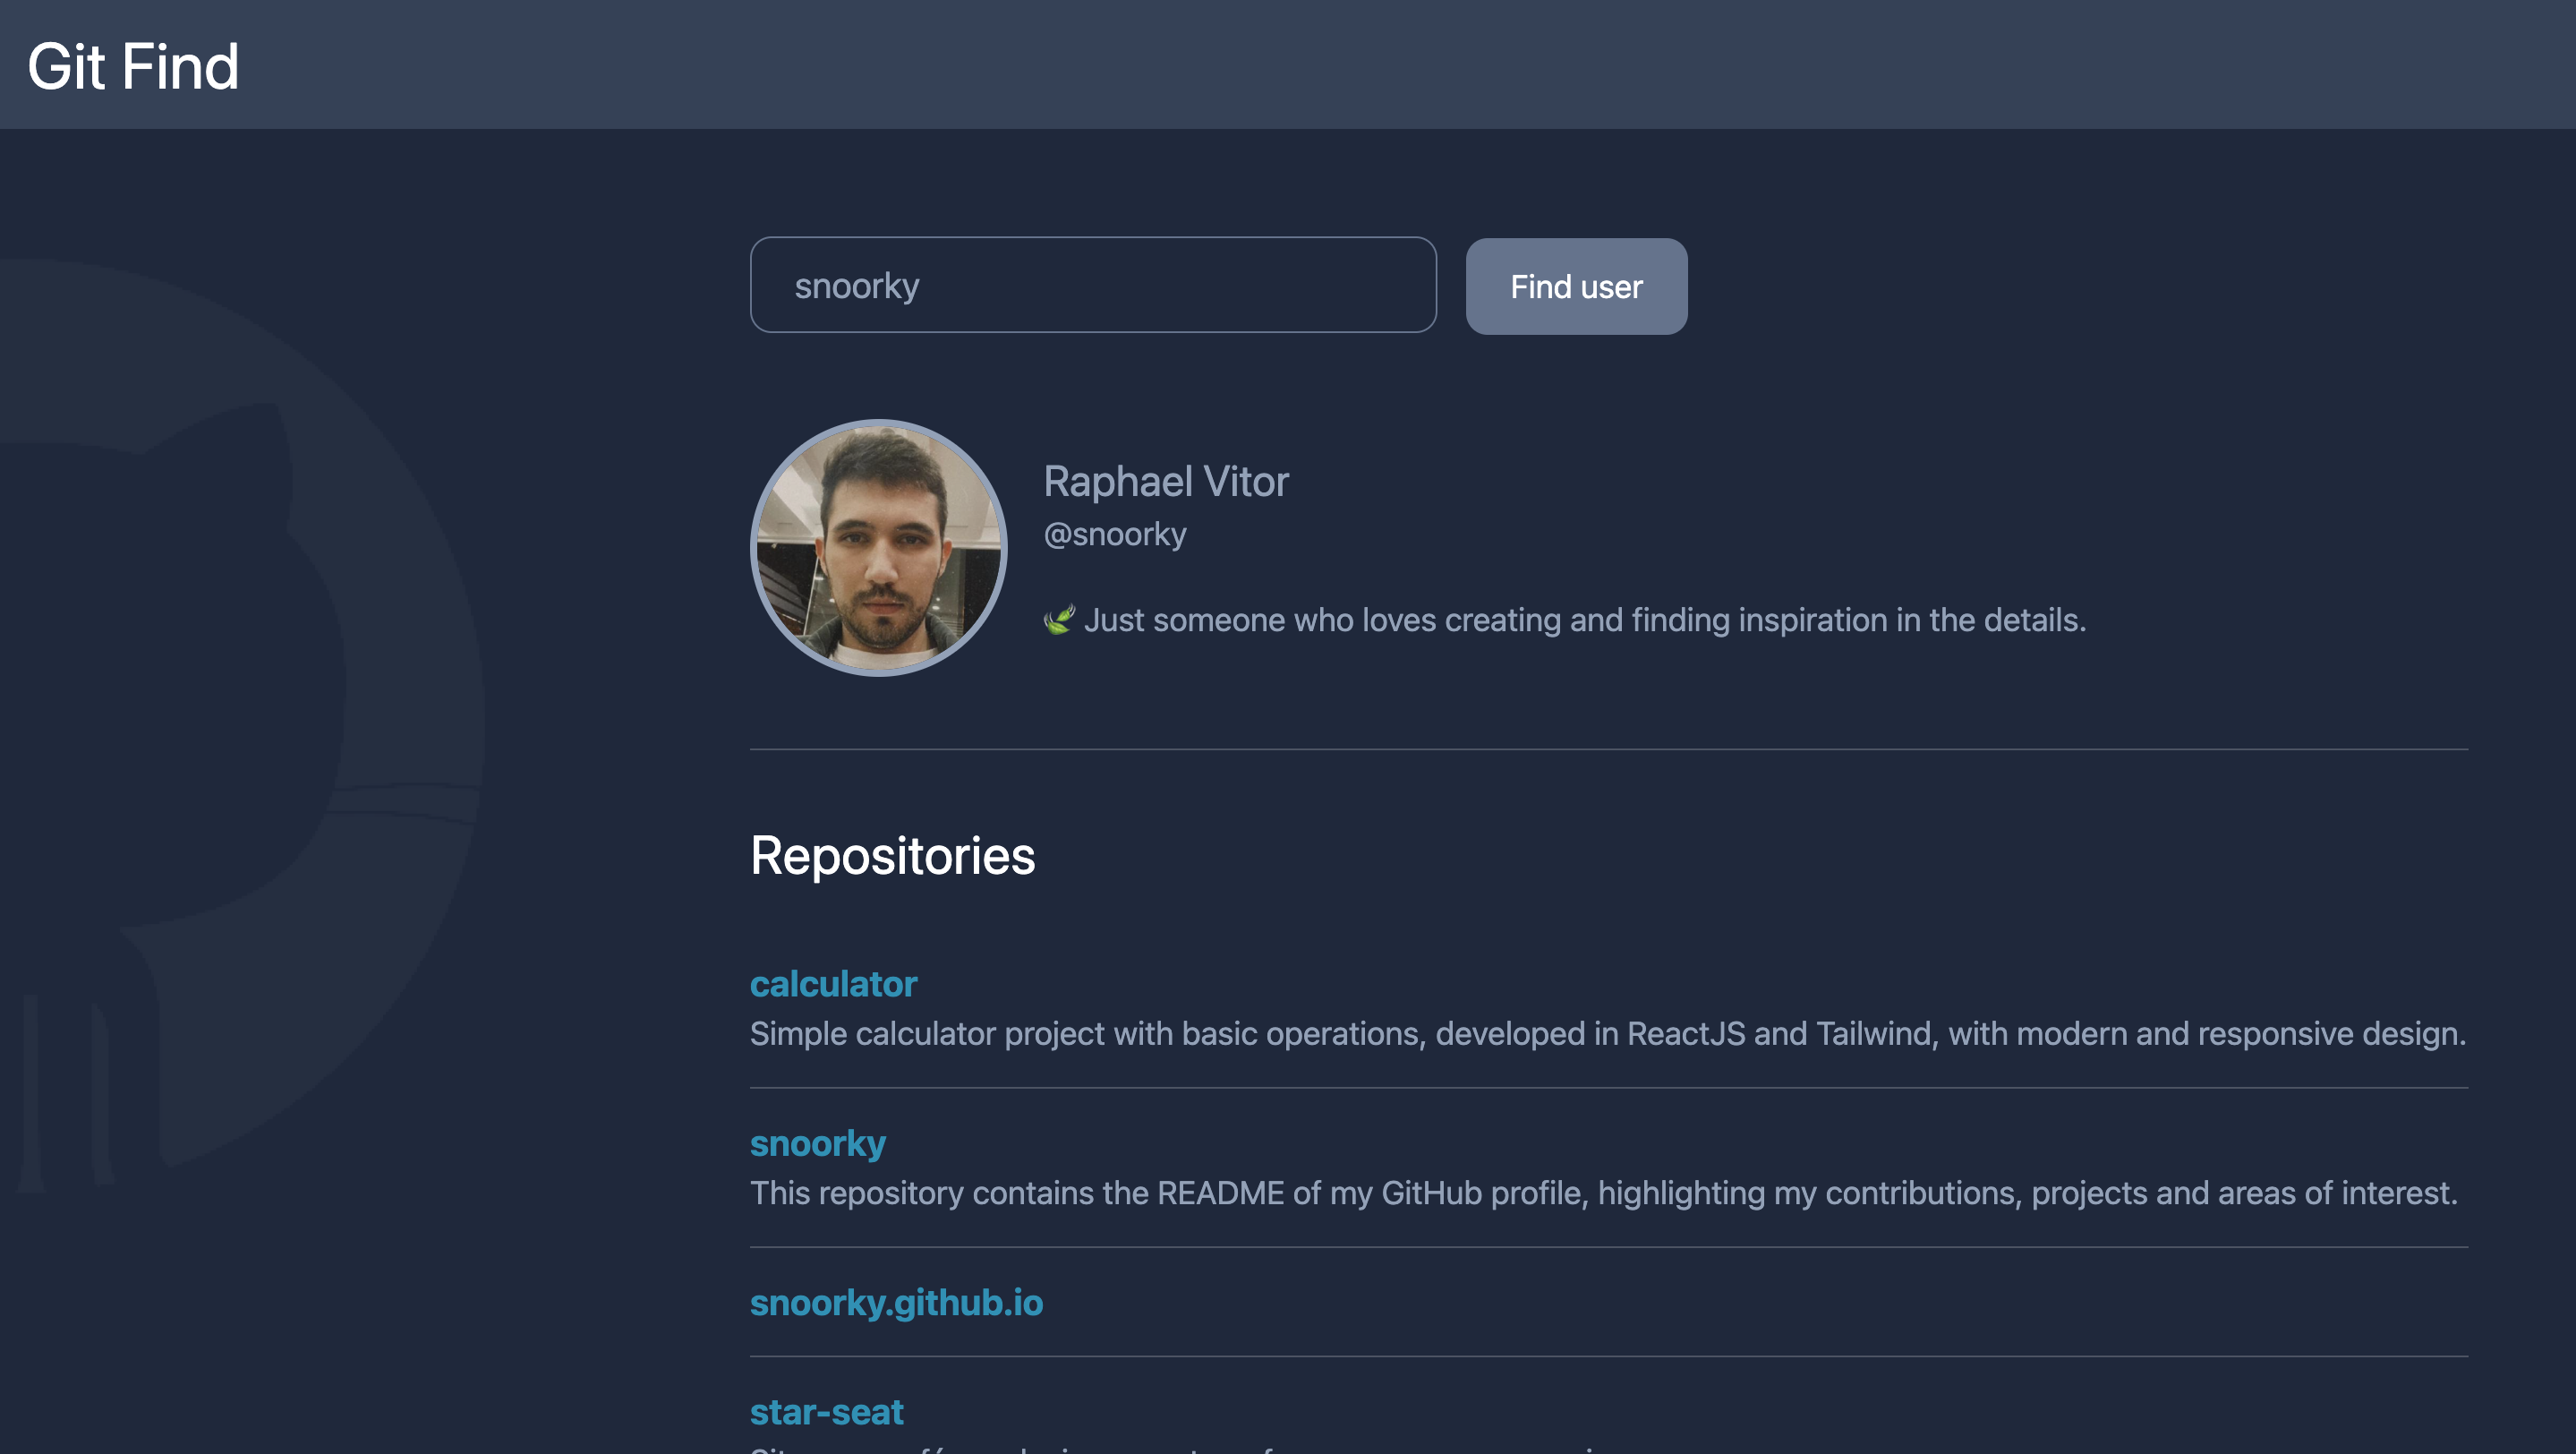 Git Find
snoorky
Find user
Raphael Vitor
@snoorky
🌿 Just someone who loves creating and finding inspiration in the details.
Repositories
calculator
Simple calculator project with basic operations, developed in ReactJS and Tailwind, with modern and responsive design.
snoorky
This repository contains the README of my GitHub profile, highlighting my contributions, projects and areas of interest.
snoorky.github.io
star-seat